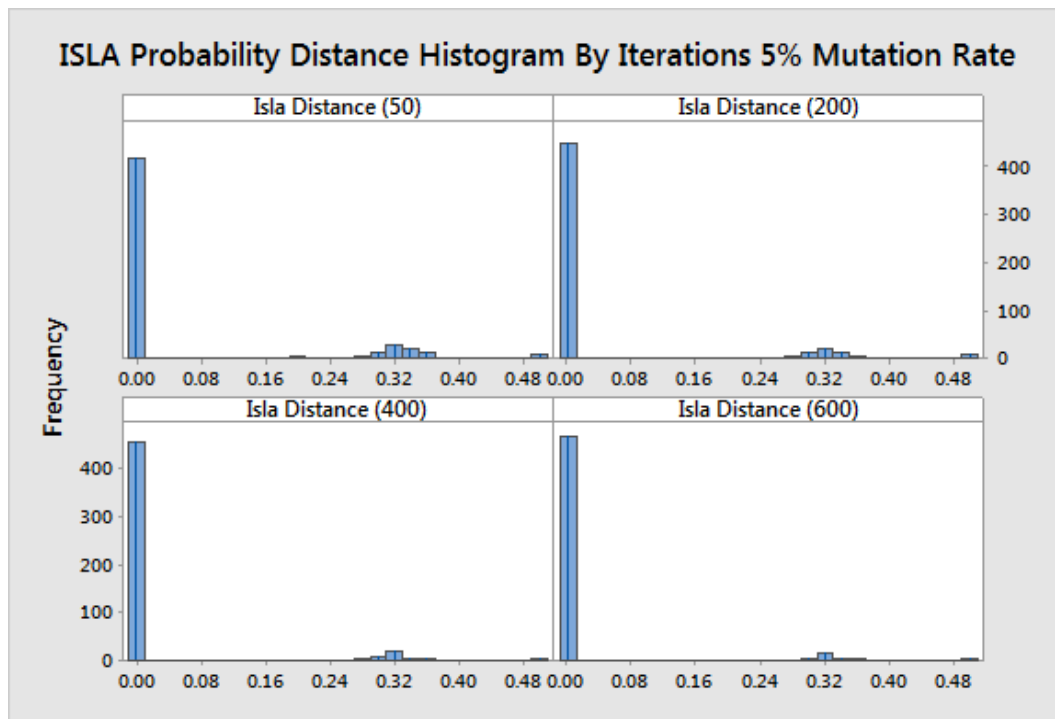 ISLA Probability Distance Histogram By Iterations 5% Mutation Rate
Isla Distance (50) Isla Distance (200)
400
300
200
100
0
0.00 0.08 0.16 0.24 0.32 0.40 0.48 0.00 0.08 0.16 0.24 0.32 0.40 0.48
Frequency
Isla Distance (400) Isla Distance (600)
400
300
200
100
0
0.00 0.08 0.16 0.24 0.32 0.40 0.48 0.00 0.08 0.16 0.24 0.32 0.40 0.48